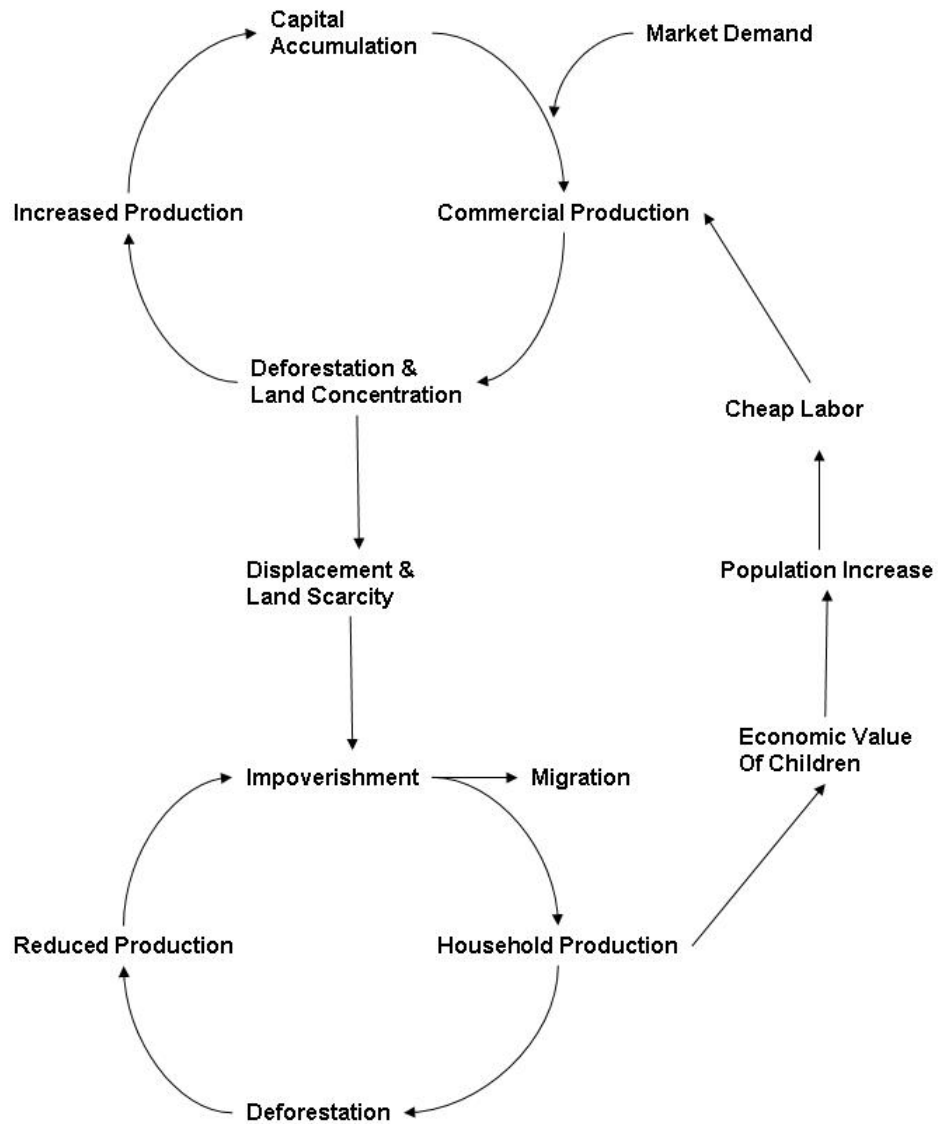 Capital
Accumulation
Market Demand
Increased Production
Commercial Production
Deforestation &
Land Concentration
Cheap Labor
Displacement &
Land Scarcity
Population Increase
Economic Value
Of Children
Impoverishment
Migration
Reduced Production
Household Production
Deforestation